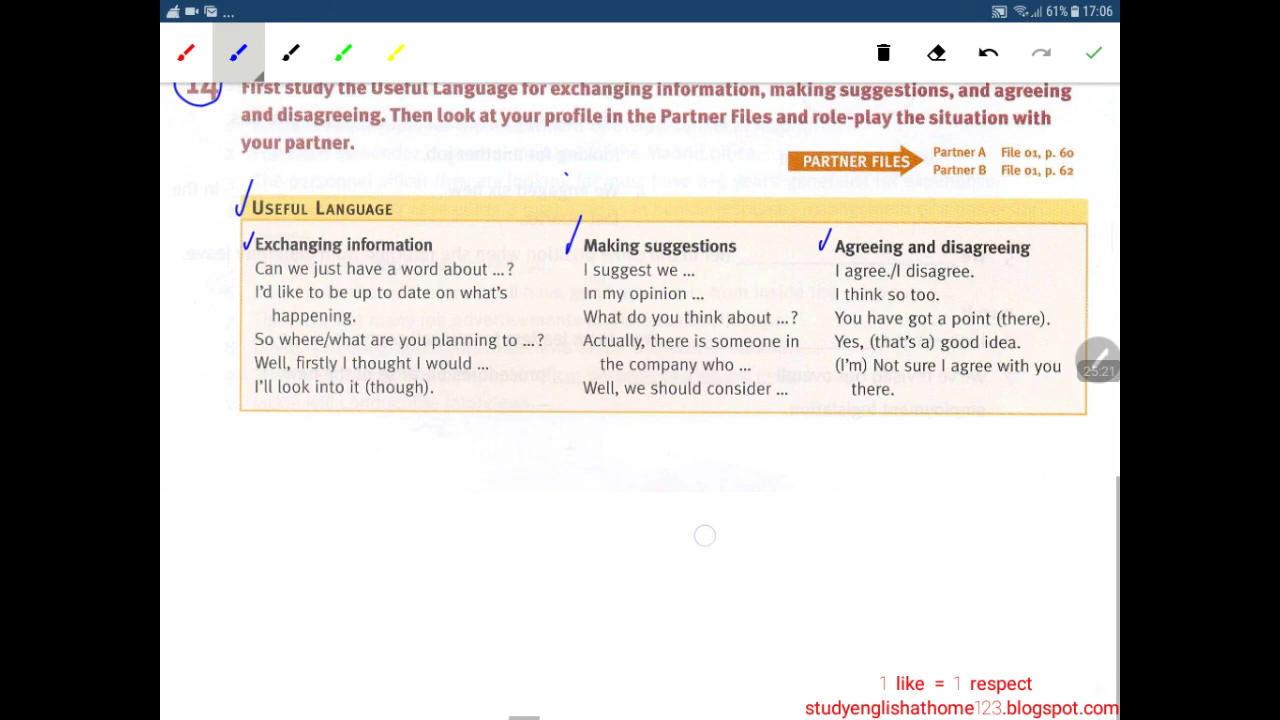 ... 61% 17:06
14 First study the Useful Language for exchanging information, making suggestions, and agreeing
and disagreeing. Then look at your profile in the Partner Files and role-play the situation with
your partner.
PARTNER FILES
Partner A File 01, p. 60
Partner B File 01, p. 62
USEFUL LANGUAGE
Exchanging information
Can we just have a word about ...?
I'd like to be up to date on what's
happening.
So where/what are you planning to ...?
Well, firstly I thought I would ...
I'll look into it (though).
Making suggestions
I suggest we ...
In my opinion ...
What do you think about ...?
Actually, there is someone in
the company who ...
Well, we should consider ...
Agreeing and disagreeing
I agree./I disagree.
I think so too.
You have got a point (there).
Yes, (that's a) good idea.
(I'm) Not sure I agree with you
there.
25:21
1 like = 1 respect
studyenglishathome123.blogspot.com